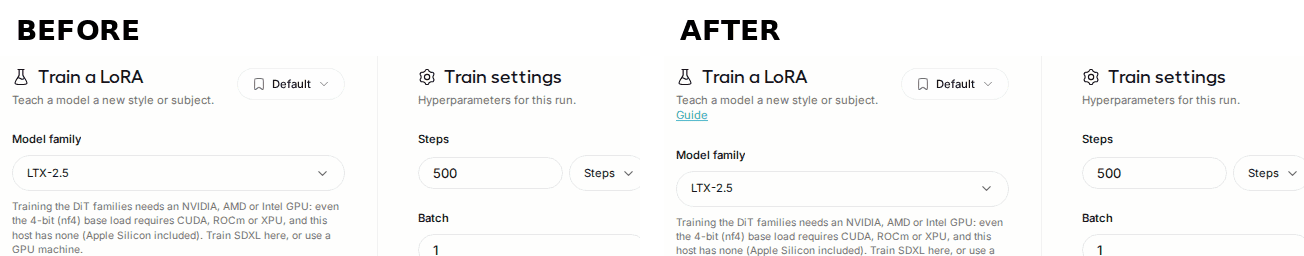 BEFORE
Train a LoRA
Default
Teach a model a new style or subject.
Model family
LTX-2.5
Training the DiT families needs an NVIDIA, AMD or Intel GPU: even
the 4-bit (nf4) base load requires CUDA, ROCm or XPU, and this
host has none (Apple Silicon included). Train SDXL here, or use a
GPU machine.
Train settings
Hyperparameters for this run.
Steps
500
Steps
Batch
1
AFTER
Train a LoRA
Default
Teach a model a new style or subject.
Guide
Model family
LTX-2.5
Training the DiT families needs an NVIDIA, AMD or Intel GPU: even
the 4-bit (nf4) base load requires CUDA, ROCm or XPU, and this
host has none (Apple Silicon included). Train SDXL here, or use a
Train settings
Hyperparameters for this run.
Steps
500
Steps
Batch
1